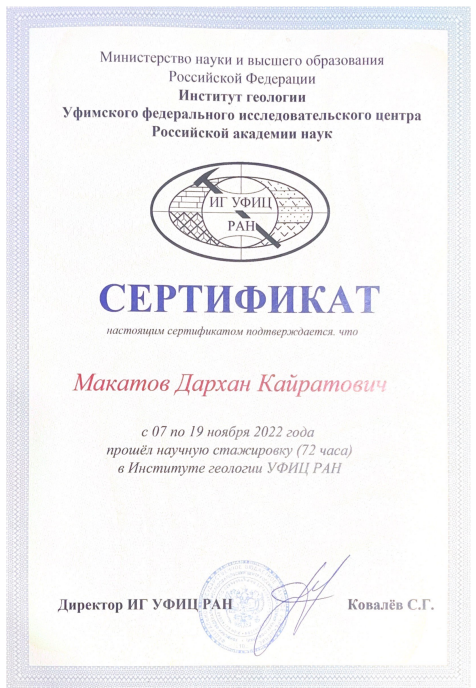 Министерство науки и высшего образования
Российской Федерации
Институт геологии
Уфимского федерального исследовательского центра
Российской академии наук
ИГ УФИЦ
РАН
СЕРТИФИКАТ
настоящим сертификатом подтверждается, что
Макатов Дархан Кайратович
с 07 по 19 ноября 2022 года
прошёл научную стажировку (72 часа)
в Институте геологии УФИЦ РАН
Директор ИГ УФИЦ РАН Ковалёв С.Г.